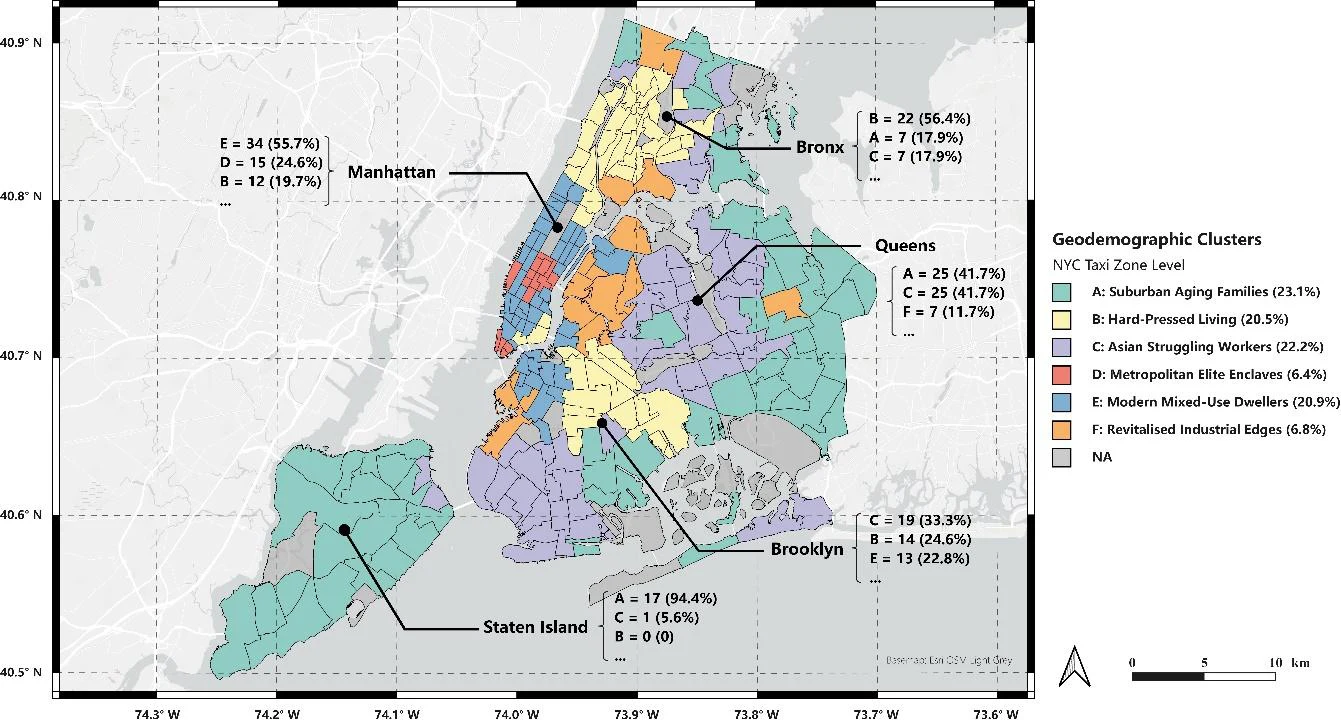 40.9° N
40.8° N
40.7° N
40.6° N
40.5° N
E = 34 (55.7%)
D = 15 (24.6%)
B = 12 (19.7%)
...
Manhattan
Bronx
B = 22 (56.4%)
A = 7 (17.9%)
C = 7 (17.9%)
...
Queens
A = 25 (41.7%)
C = 25 (41.7%)
F = 7 (11.7%)
...
Brooklyn
C = 19 (33.3%)
B = 14 (24.6%)
E = 13 (22.8%)
...
Staten Island
A = 17 (94.4%)
C = 1 (5.6%)
B = 0 (0)
...
Basemap: Esri OSM Light Grey
74.3° W
74.2° W
74.1° W
74.0° W
73.9° W
73.8° W
73.7° W
73.6° W
Geodemographic Clusters
NYC Taxi Zone Level
A: Suburban Aging Families (23.1%)
B: Hard-Pressed Living (20.5%)
C: Asian Struggling Workers (22.2%)
D: Metropolitan Elite Enclaves (6.4%)
E: Modern Mixed-Use Dwellers (20.9%)
F: Revitalised Industrial Edges (6.8%)
NA
0 5 10 km